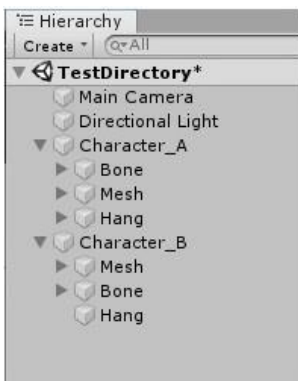 Hierarchy
Create All
TestDirectory*
Main Camera
Directional Light
Character_A
Bone
Mesh
Hang
Character_B
Mesh
Bone
Hang